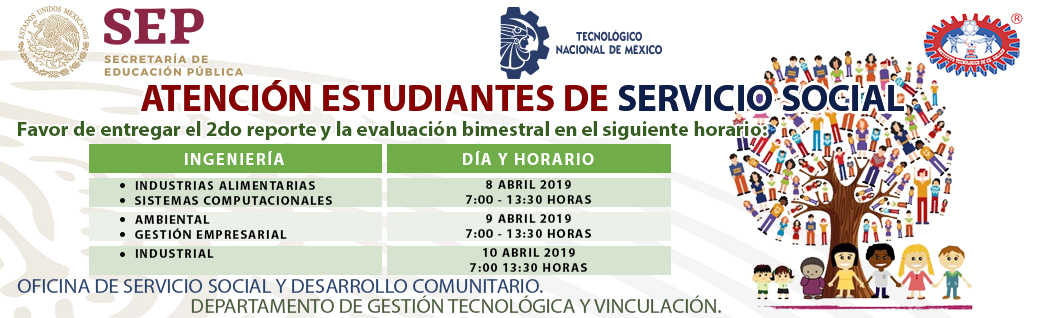 ESTADOS UNIDOS MEXICANOS
SEP
SECRETARÍA DE
EDUCACIÓN PÚBLICA
TECNOLÓGICO
NACIONAL DE MÉXICO
®
ATENCIÓN ESTUDIANTES DE SERVICIO SOCIAL
Favor de entregar el 2do reporte y la evaluación bimestral en el siguiente horario:
INGENIERÍA DÍA Y HORARIO
• INDUSTRIAS ALIMENTARIAS
• SISTEMAS COMPUTACIONALES
8 ABRIL 2019
7:00 - 13:30 HORAS
• AMBIENTAL
• GESTIÓN EMPRESARIAL
9 ABRIL 2019
7:00 - 13:30 HORAS
• INDUSTRIAL
10 ABRIL 2019
7:00 13:30 HORAS
OFICINA DE SERVICIO SOCIAL Y DESARROLLO COMUNITARIO.
DEPARTAMENTO DE GESTIÓN TECNOLÓGICA Y VINCULACIÓN.